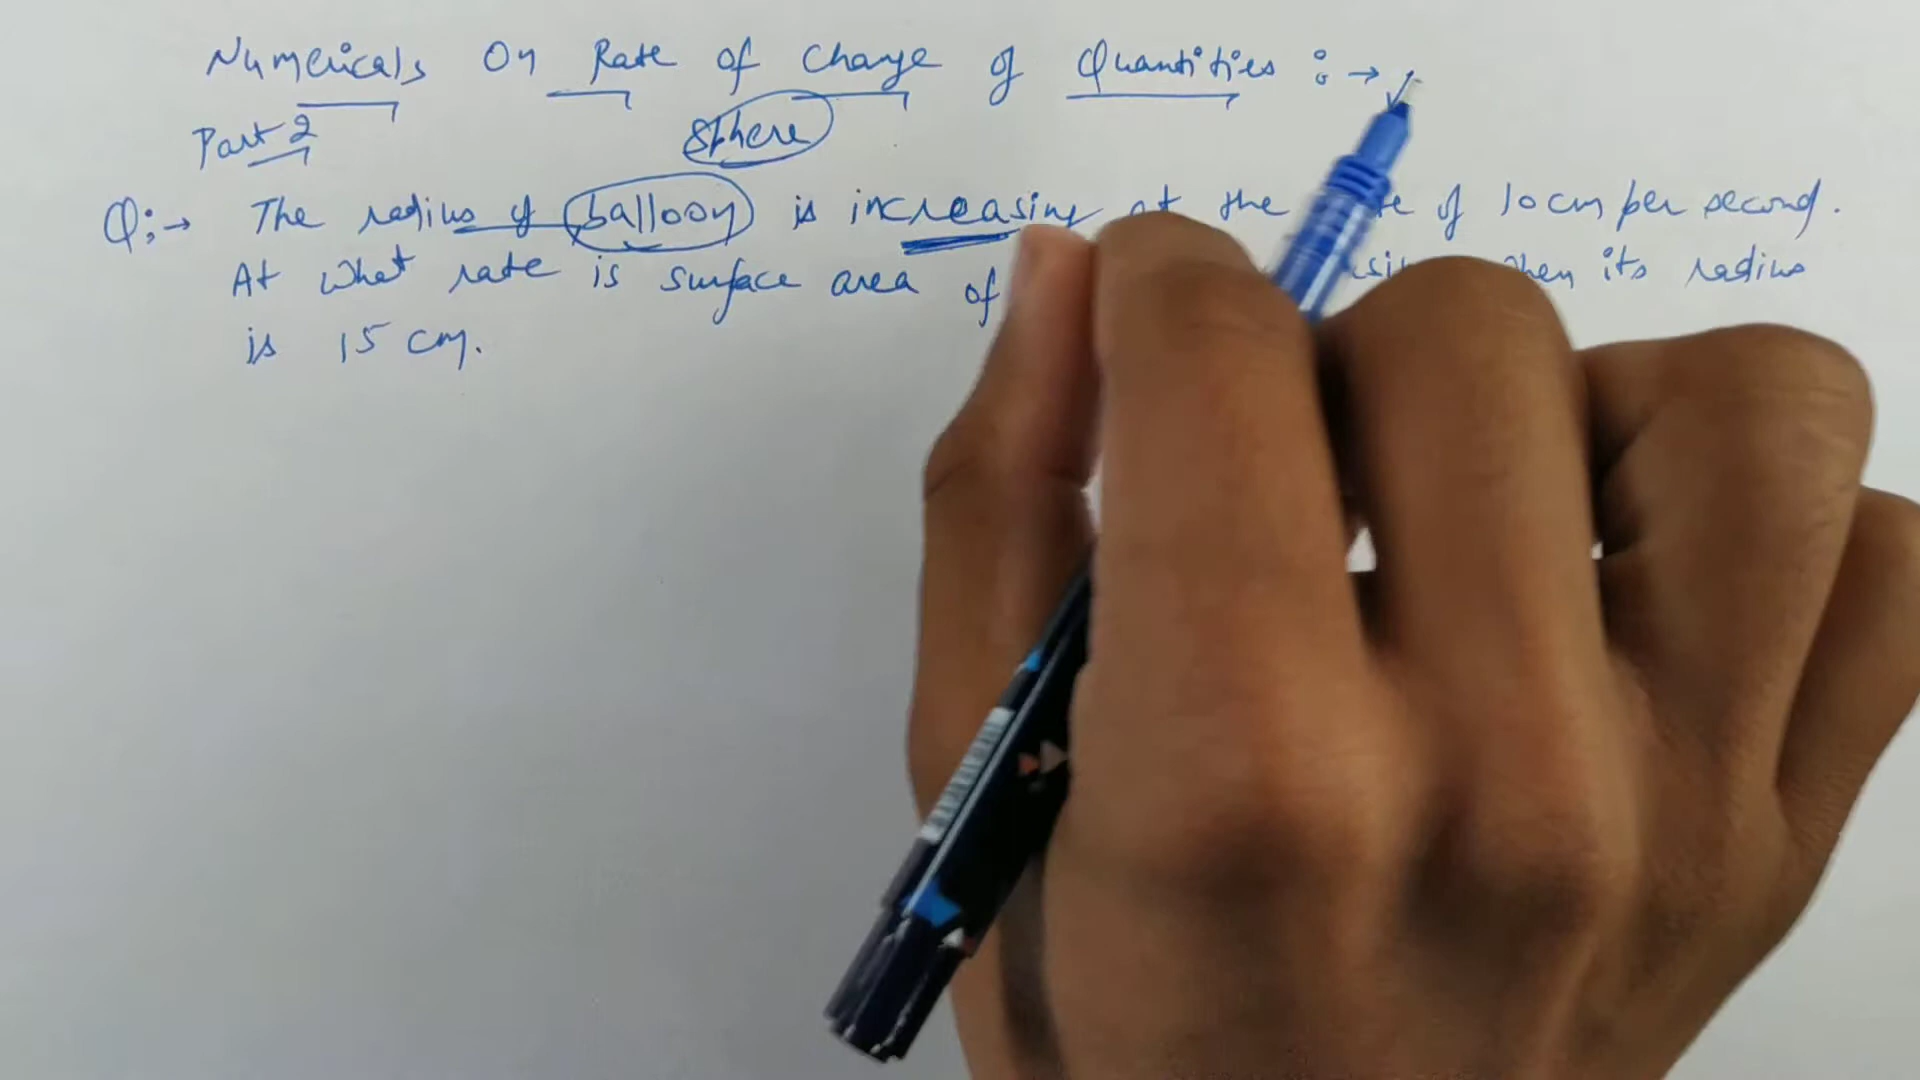 Numericals On Rate of Change of Quantities :→
Part 2
Sphere
Q:→ The radius of balloon is increasing at the of 10 cm per second.
At what rate is surface area of when its radius
is 15 cm.